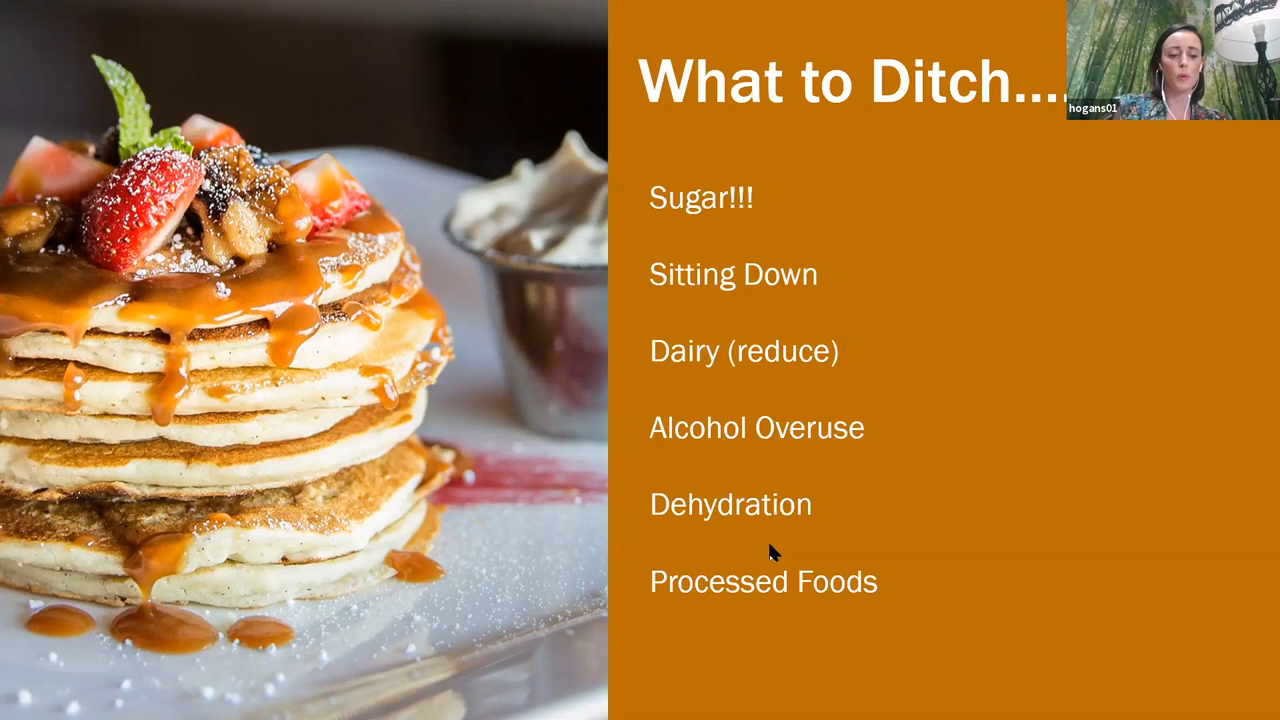 What to Ditch....
hogans01
Sugar!!!
Sitting Down
Dairy (reduce)
Alcohol Overuse
Dehydration
Processed Foods